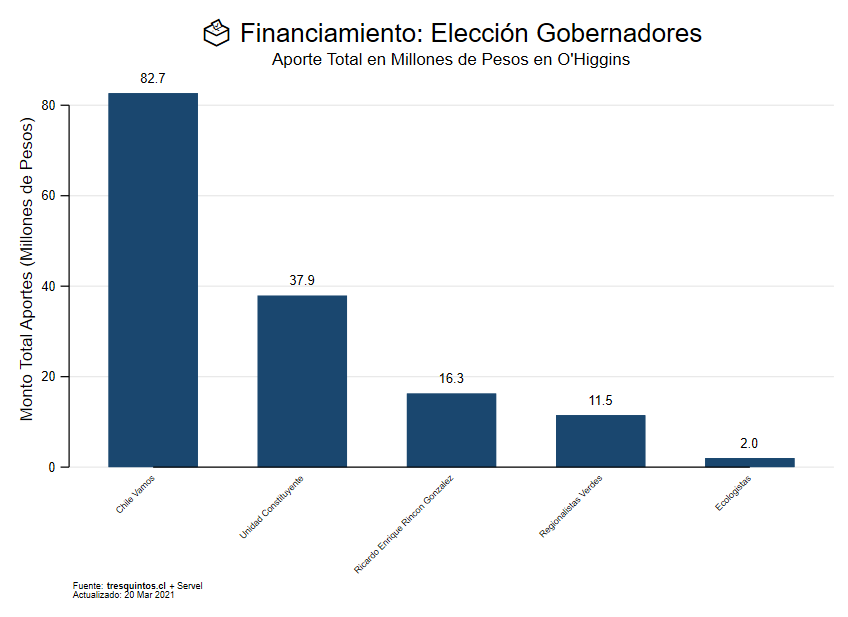 Financiamiento: Elección Gobernadores
Aporte Total en Millones de Pesos en O'Higgins
Monto Total Aportes (Millones de Pesos)
80
60
40
20
0
82.7
37.9
16.3
11.5
2.0
Chile Vamos
Unidad Constituyente
Ricardo Enrique Rincon Gonzalez
Regionalistas Verdes
Ecologistas
Fuente: tresquintos.cl + Servel
Actualizado: 20 Mar 2021